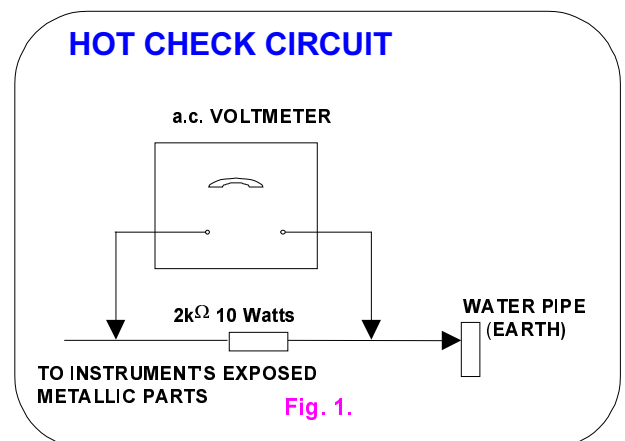 HOT CHECK CIRCUIT
a.c. VOLTMETER
2kΩ 10 Watts
WATER PIPE
(EARTH)
TO INSTRUMENT'S EXPOSED
METALLIC PARTS
Fig. 1.